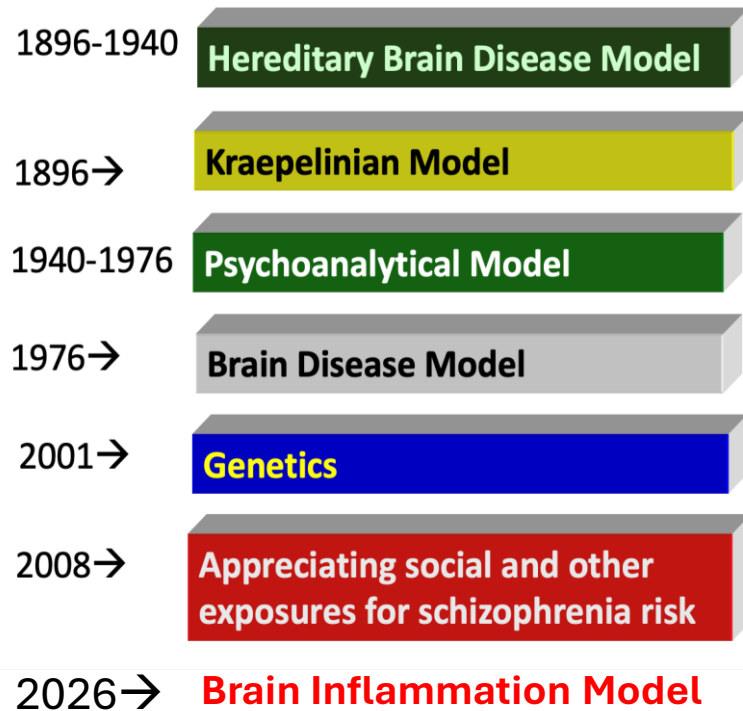 1896-1940 Hereditary Brain Disease Model
1896→ Kraepelinian Model
1940-1976 Psychoanalytical Model
1976→ Brain Disease Model
2001→ Genetics
2008→ Appreciating social and other
exposures for schizophrenia risk
2026→ Brain Inflammation Model